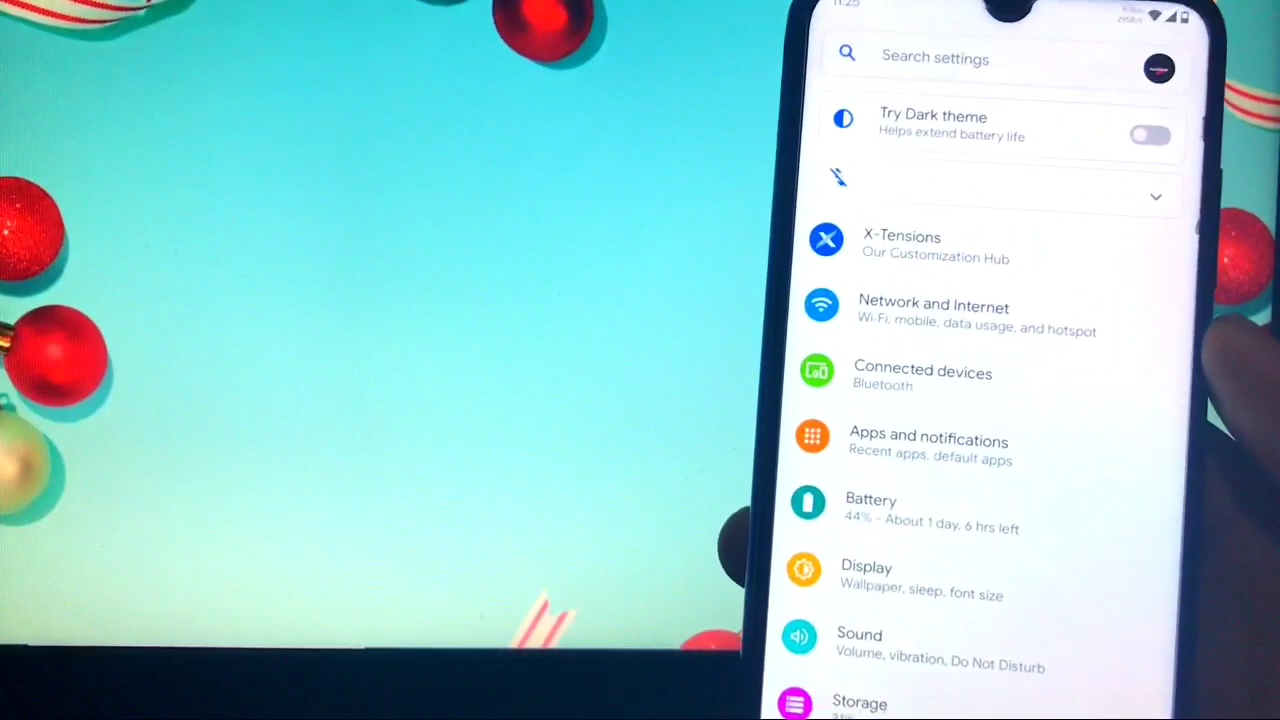 11:25
Search settings
Try Dark theme
Helps extend battery life
X-Tensions
Our Customization Hub
Network and Internet
Wi-Fi, mobile, data usage, and hotspot
Connected devices
Bluetooth
Apps and notifications
Recent apps, default apps
Battery
44% - About 1 day, 6 hrs left
Display
Wallpaper, sleep, font size
Sound
Volume, vibration, Do Not Disturb
Storage